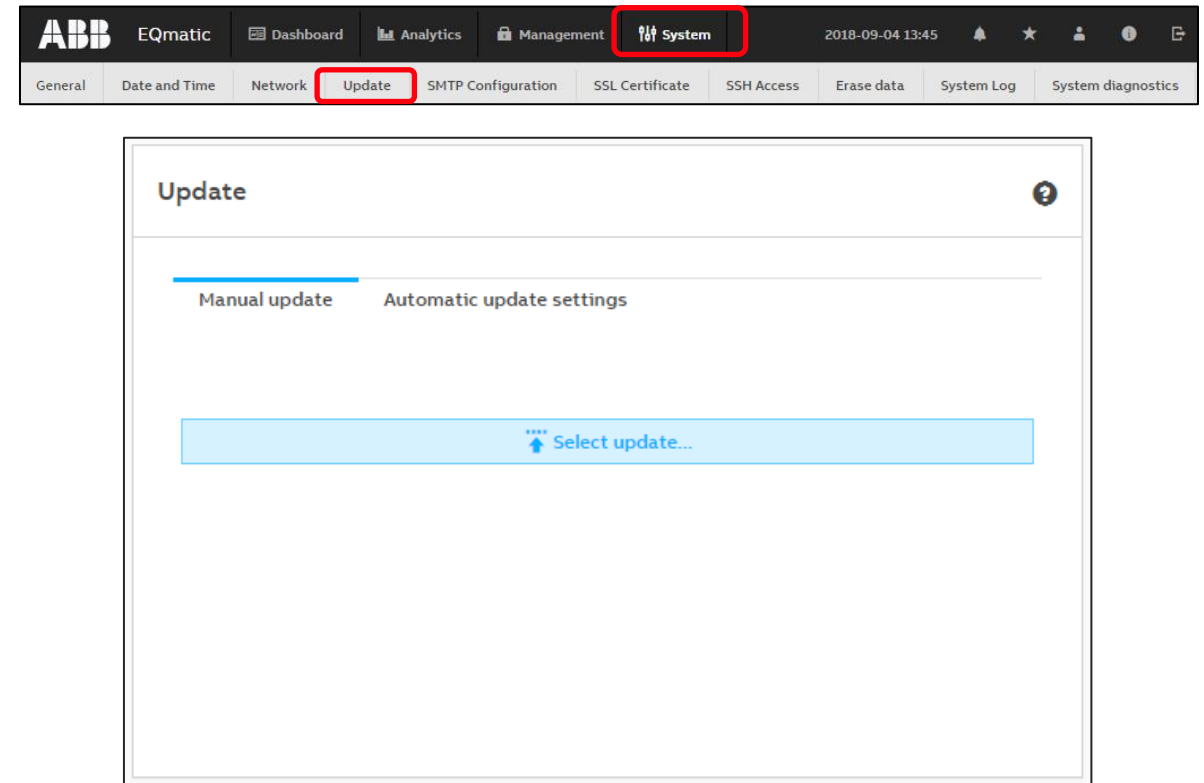 ABB EQmatic Dashboard Analytics Management System 2018-09-04 13:45
General Date and Time Network Update SMTP Configuration SSL Certificate SSH Access Erase data System Log System diagnostics
Update
Manual update Automatic update settings
Select update...